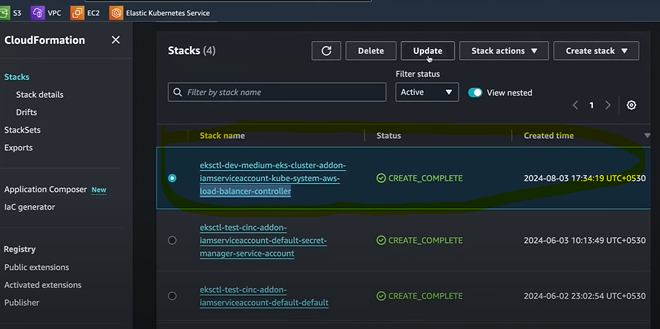 S3 VPC EC2 Elastic Kubernetes Service
CloudFormation
Stacks
Stack details
Drifts
StackSets
Exports
Application Composer New
IaC generator
Registry
Public extensions
Activated extensions
Publisher
Stacks (4)
Delete Update Stack actions Create stack
Filter status
Filter by stack name Active View nested
1
Stack name Status Created time
eksctl-dev-medium-eks-cluster-addon-
iamserviceaccount-kube-system-aws-
load-balancer-controller
CREATE_COMPLETE 2024-08-03 17:34:19 UTC+0530
eksctl-test-cinc-addon-
iamserviceaccount-default-secret-
manager-service-account
CREATE_COMPLETE 2024-06-03 10:13:49 UTC+0530
eksctl-test-cinc-addon-
iamserviceaccount-default-default
CREATE_COMPLETE 2024-06-02 23:02:54 UTC+0530